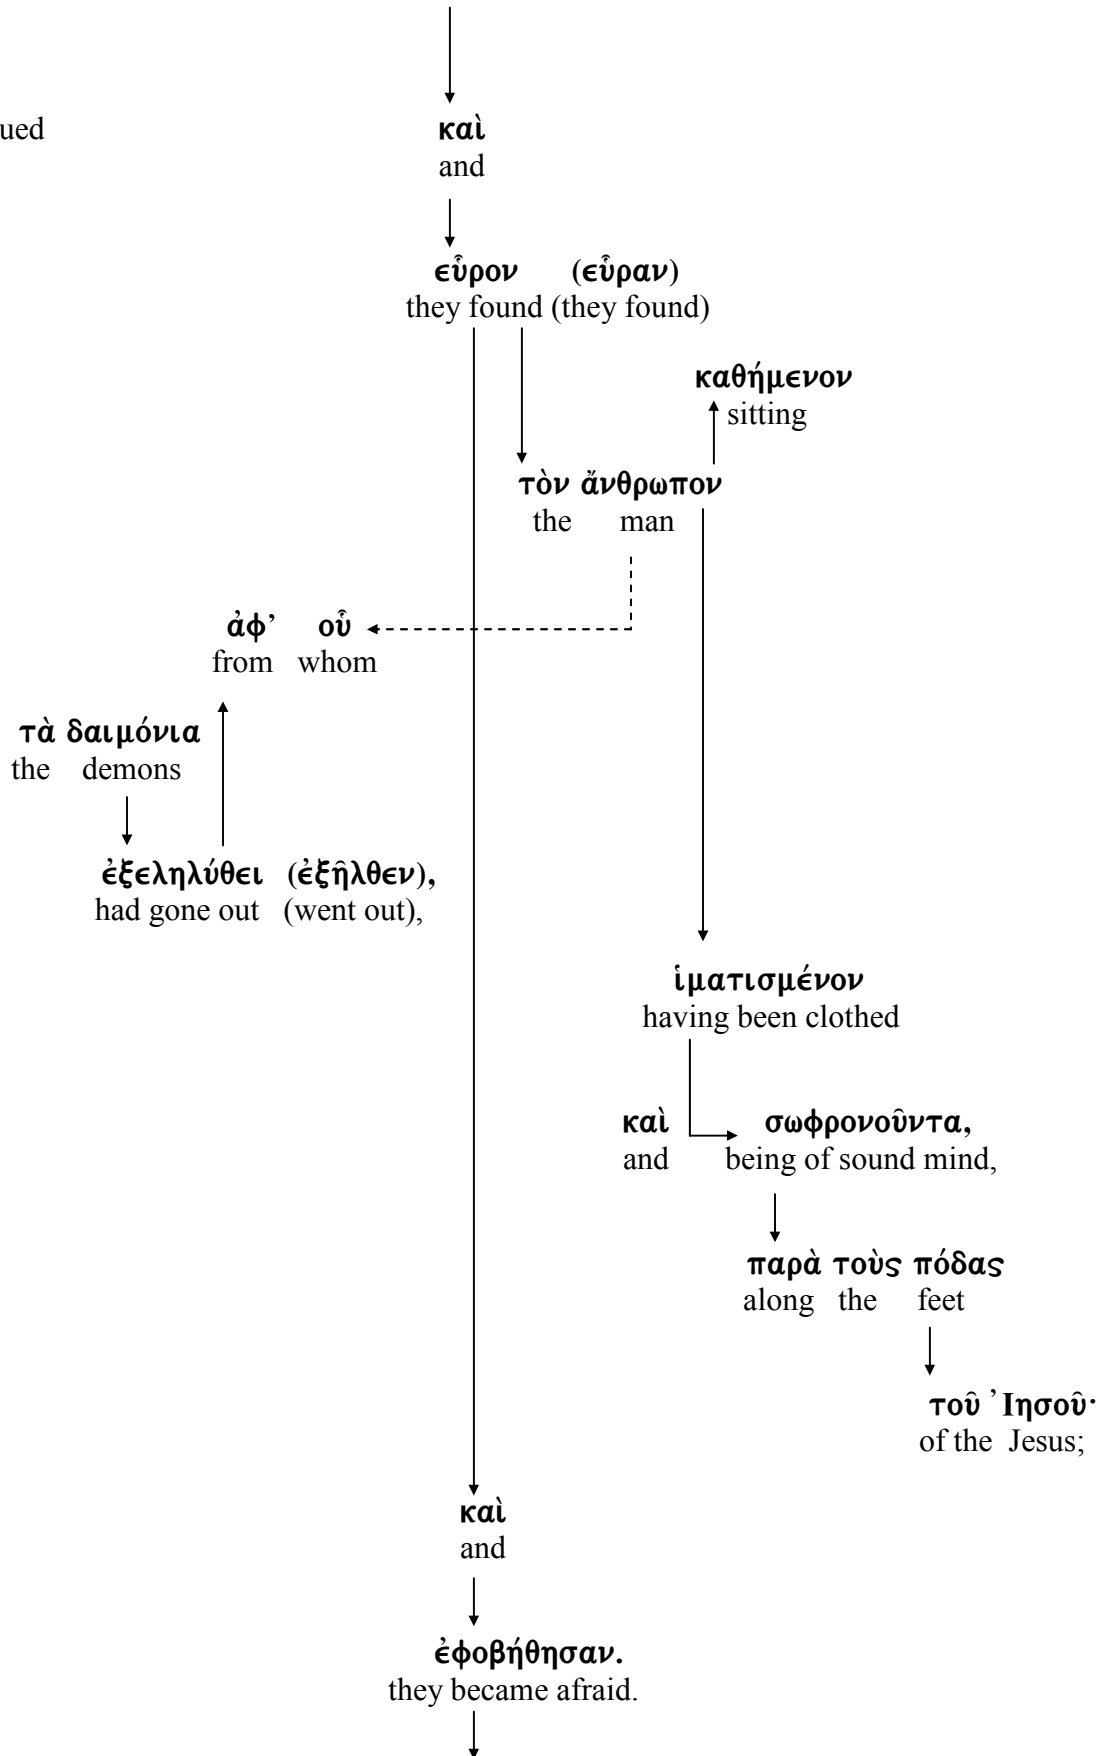 ued
καὶ
and
εὗρον (εὗραν)
they found (they found)
καθήμενον
sitting
τὸν ἄνθρωπον
the man
ἀφ’ οὗ
from whom
τὰ δαιμόνια
the demons
ἐξεληλύθει (ἐξῆλθεν),
had gone out (went out),
ἱματισμένον
having been clothed
καὶ σωφρονοῦντα,
and being of sound mind,
παρὰ τοὺς πόδας
along the feet
τοῦ ’Ιησοῦ·
of the Jesus;
καὶ
and
ἐφοβήθησαν.
they became afraid.